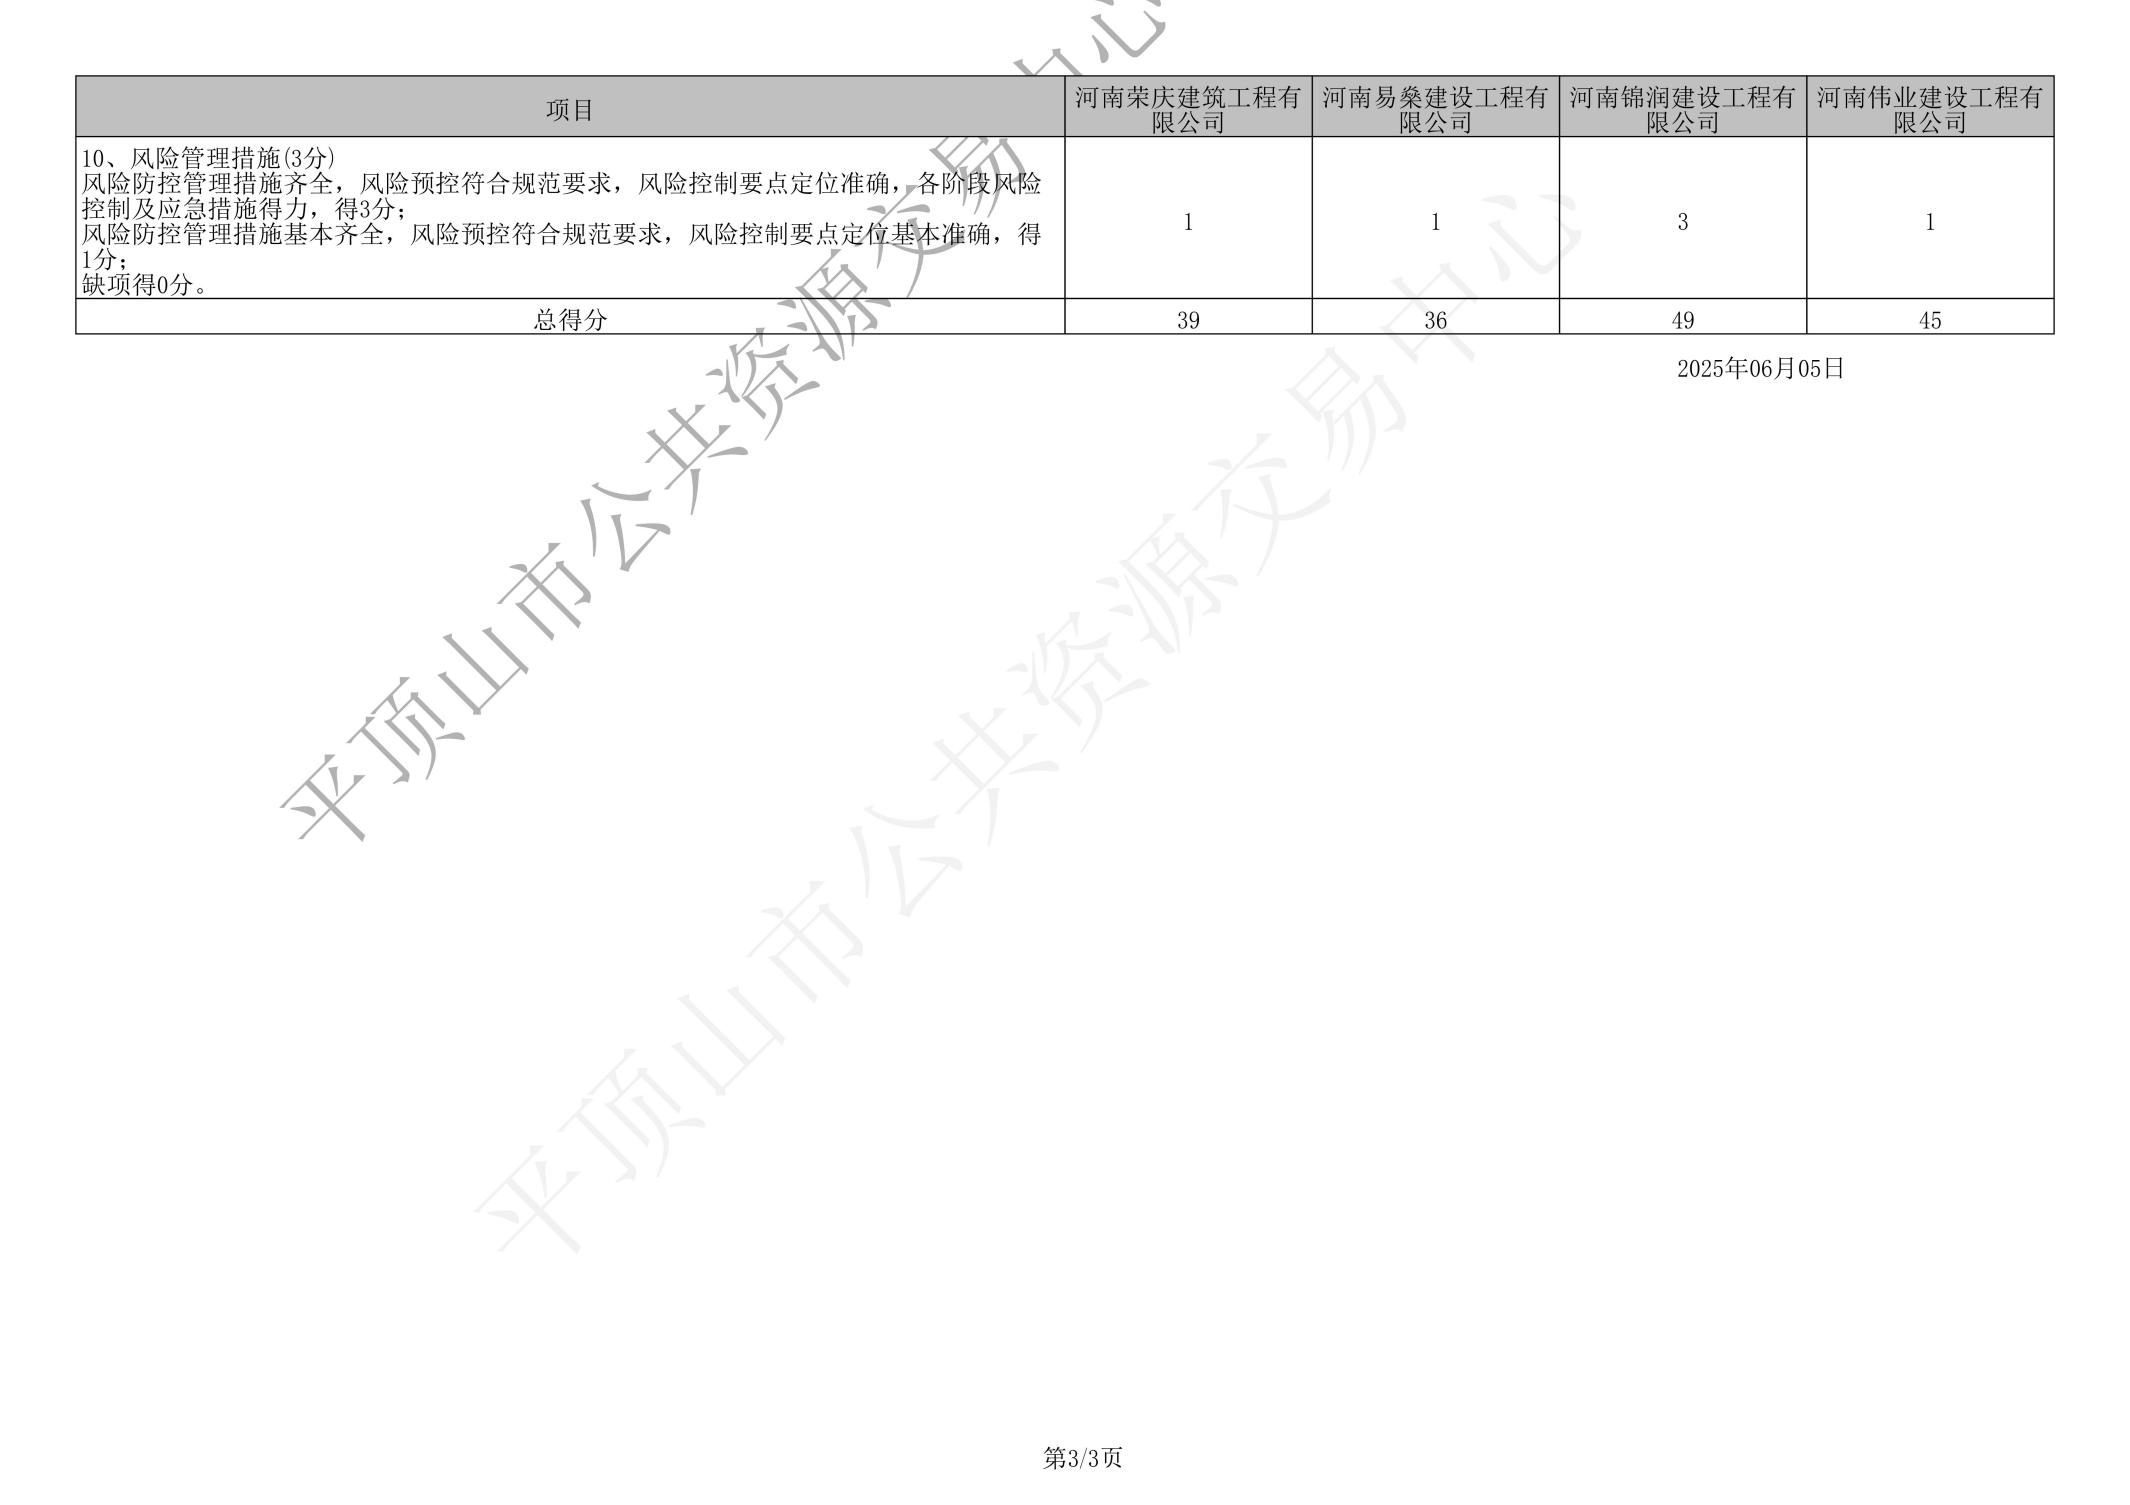 项目
河南荣庆建筑工程有
限公司
河南易燊建设工程有
限公司
河南锦润建设工程有
限公司
河南伟业建设工程有
限公司
10、风险管理措施(3分)
风险防控管理措施齐全，风险预控符合规范要求，风险控制要点定位准确，各阶段风险
控制及应急措施得力，得3分；
风险防控管理措施基本齐全，风险预控符合规范要求，风险控制要点定位基本准确，得
1分；
缺项得0分。
1
1
3
1
总得分
39
36
49
45
2025年06月05日
平顶山市公共资源交易中心
平顶山市公共资源交易中心
第3/3页